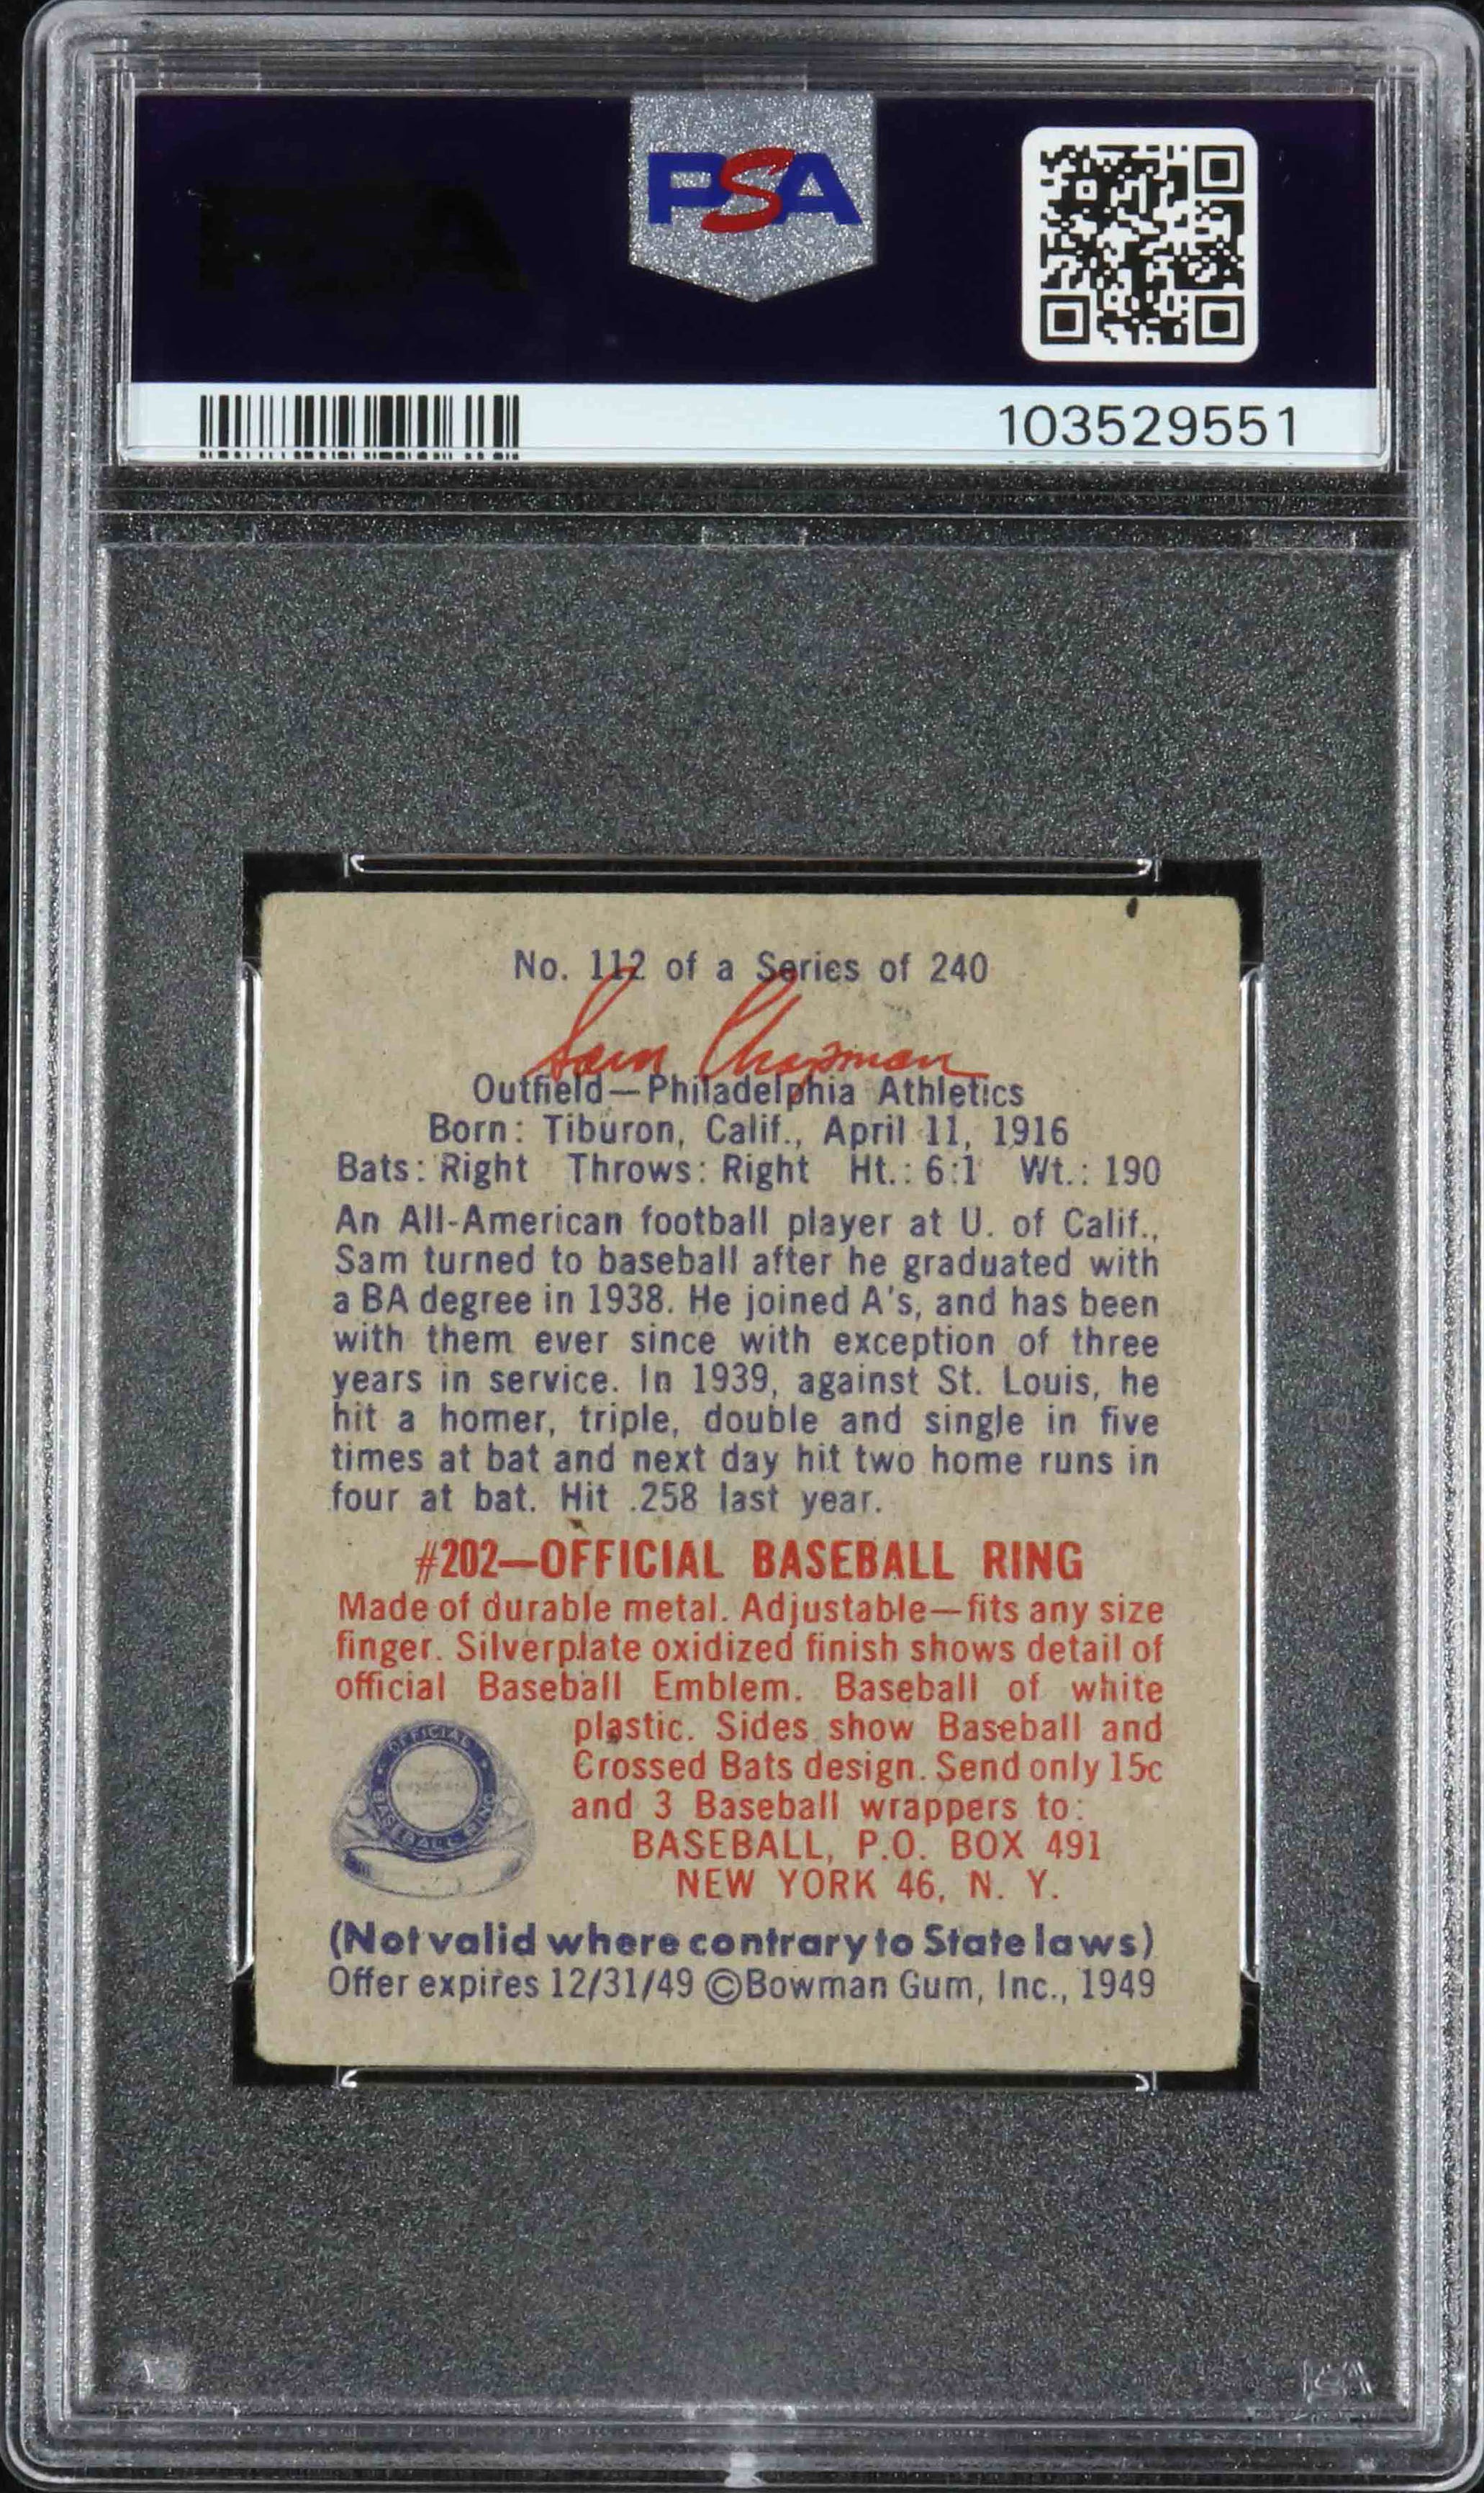 PSA
103529551
No. 112 of a Series of 240
Sam Chapman
Outfield—Philadelphia Athletics
Born: Tiburon, Calif., April 11, 1916
Bats: Right Throws: Right Ht.: 6:1 Wt.: 190
An All-American football player at U. of Calif.,
Sam turned to baseball after he graduated with
a BA degree in 1938. He joined A's, and has been
with them ever since with exception of three
years in service. In 1939, against St. Louis, he
hit a homer, triple, double and single in five
times at bat and next day hit two home runs in
four at bat. Hit .258 last year.
#202—OFFICIAL BASEBALL RING
Made of durable metal. Adjustable—fits any size
finger. Silverplate oxidized finish shows detail of
official Baseball Emblem. Baseball of white
plastic. Sides show Baseball and
Crossed Bats design. Send only 15c
and 3 Baseball wrappers to:
BASEBALL, P.O. BOX 491
NEW YORK 46, N. Y.
OFFICIAL
BASEBALL RING
(Not valid where contrary to State laws)
Offer expires 12/31/49 ©Bowman Gum, Inc., 1949
PSA